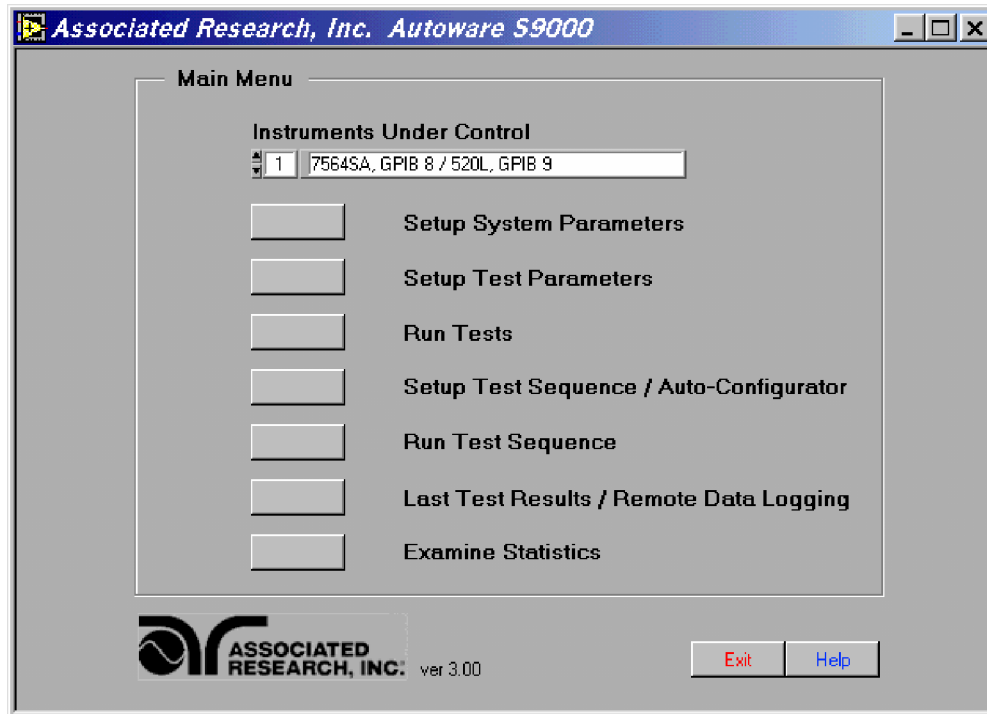 Associated Research, Inc. Autoware S9000
Main Menu
Instruments Under Control
1 7564SA, GPIB 8 / 520L, GPIB 9
Setup System Parameters
Setup Test Parameters
Run Tests
Setup Test Sequence / Auto-Configurator
Run Test Sequence
Last Test Results / Remote Data Logging
Examine Statistics
ASSOCIATED
RESEARCH, INC. ver 3.00
Exit Help